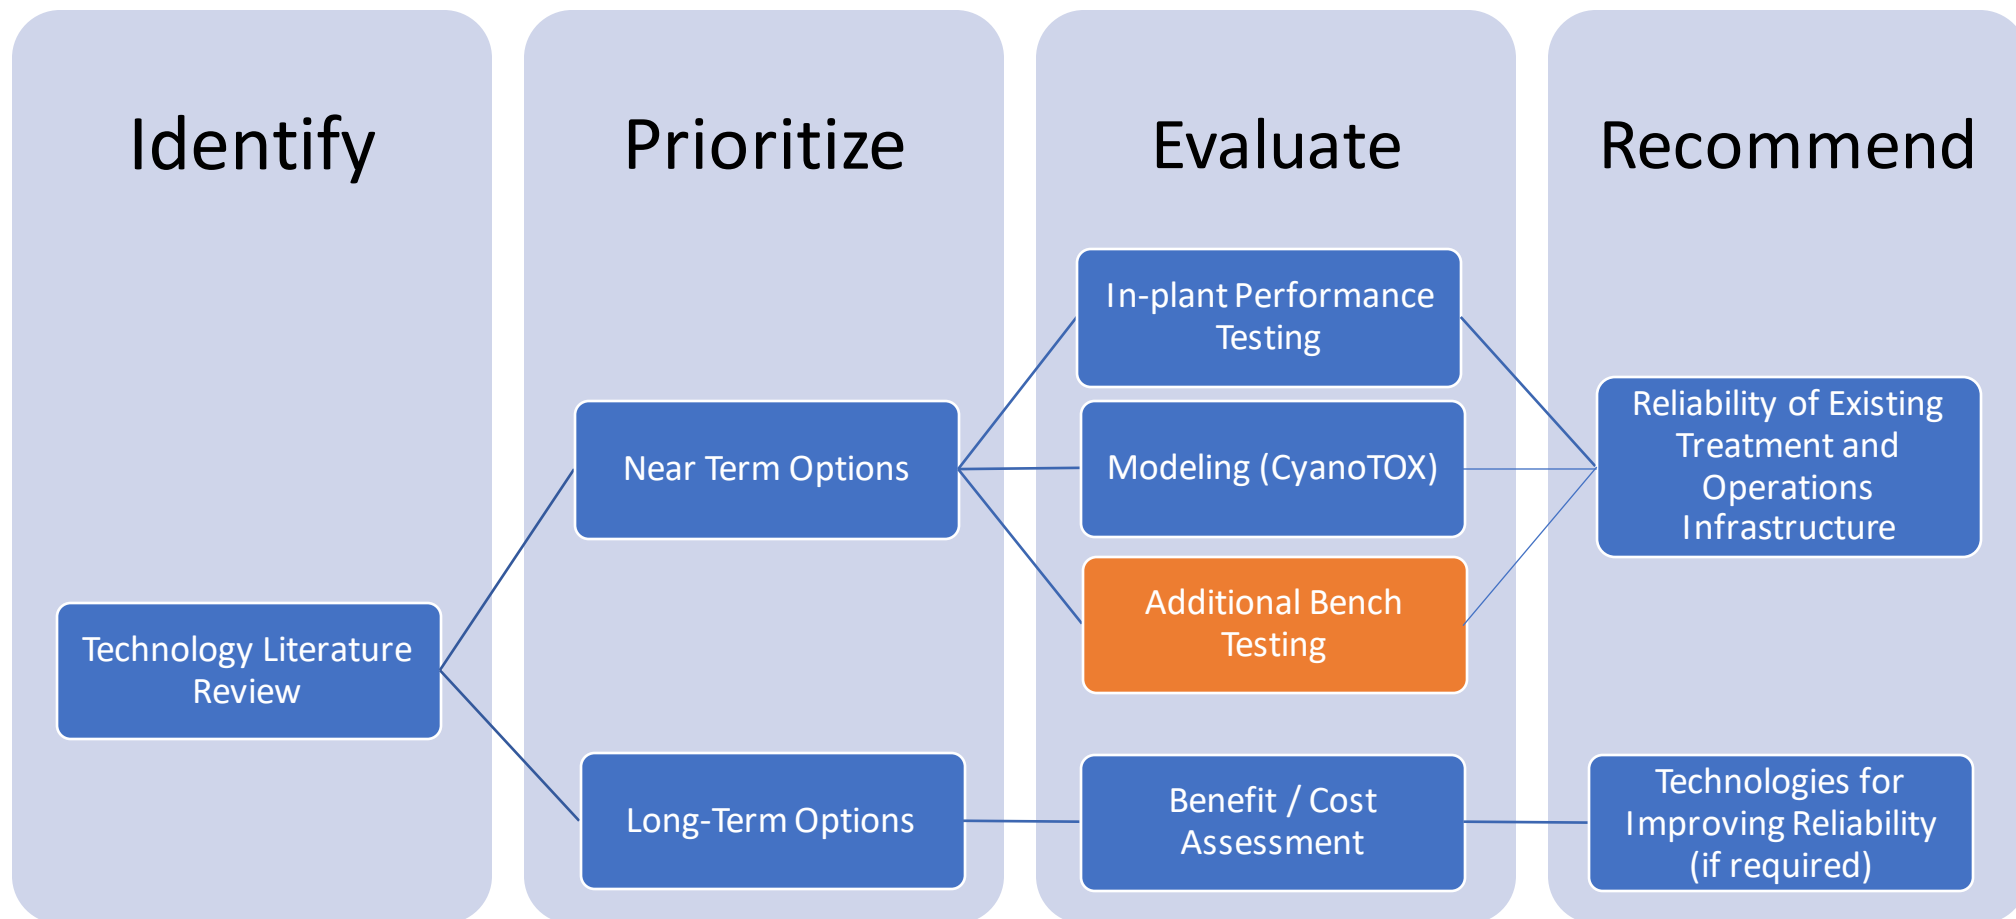 Identify
Prioritize
Evaluate
Recommend
Technology Literature
Review
Near Term Options
Long-Term Options
In-plant Performance
Testing
Modeling (CyanoTOX)
Additional Bench
Testing
Benefit / Cost
Assessment
Reliability of Existing
Treatment and
Operations
Infrastructure
Technologies for
Improving Reliability
(if required)